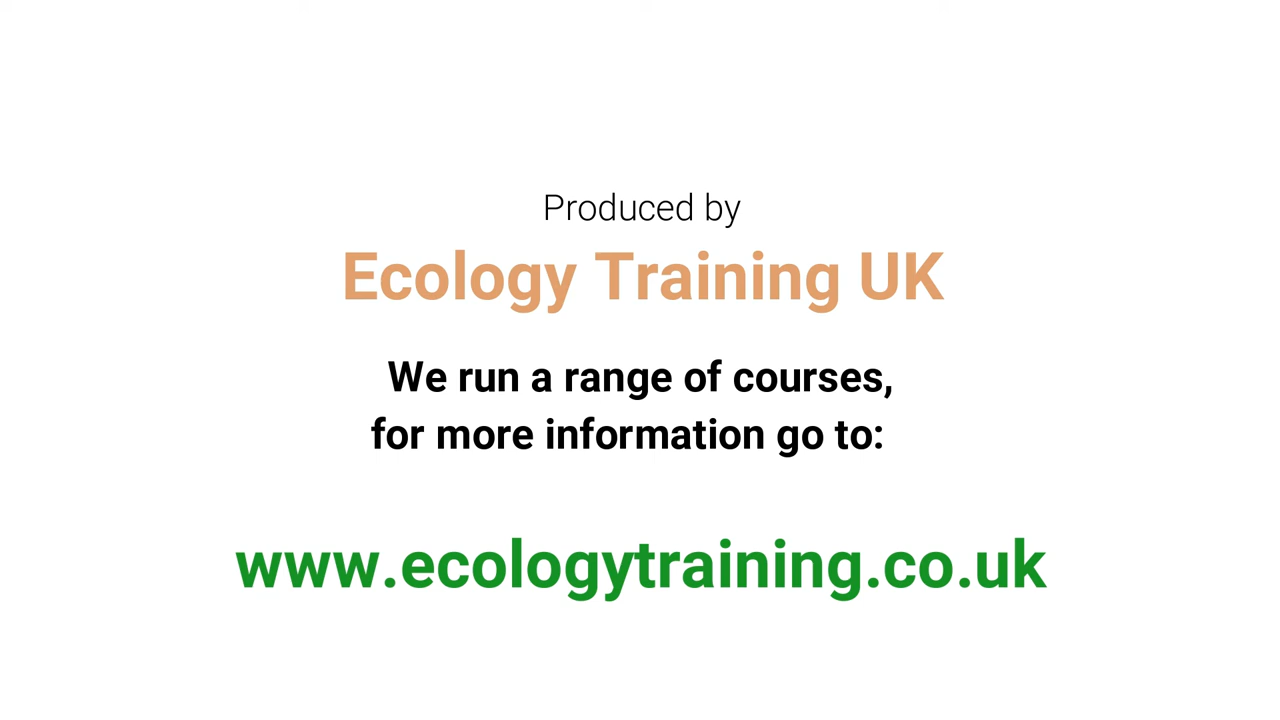 Produced by
Ecology Training UK
We run a range of courses,
for more information go to:
www.ecologytraining.co.uk